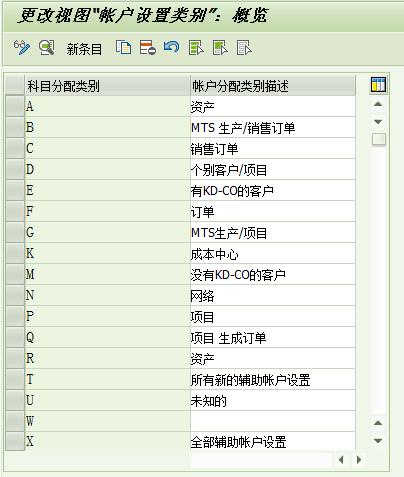 更改视图“帐户设置类别”: 概览
新条目
科目分配类别 帐户分配类别描述
A 资产
B MTS 生产/销售订单
C 销售订单
D 个别客户/项目
E 有KD-CO的客户
F 订单
G MTS生产/项目
K 成本中心
M 没有KD-CO的客户
N 网络
P 项目
Q 项目 生成订单
R 资产
T 所有新的辅助帐户设置
U 未知的
W
X 全部辅助帐户设置